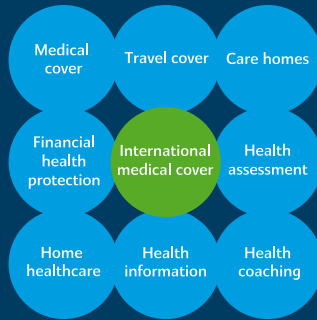 Medical
cover
Travel cover
Care homes
Financial
health
protection
International
medical cover
Health
assessment
Home
healthcare
Health
information
Health
coaching